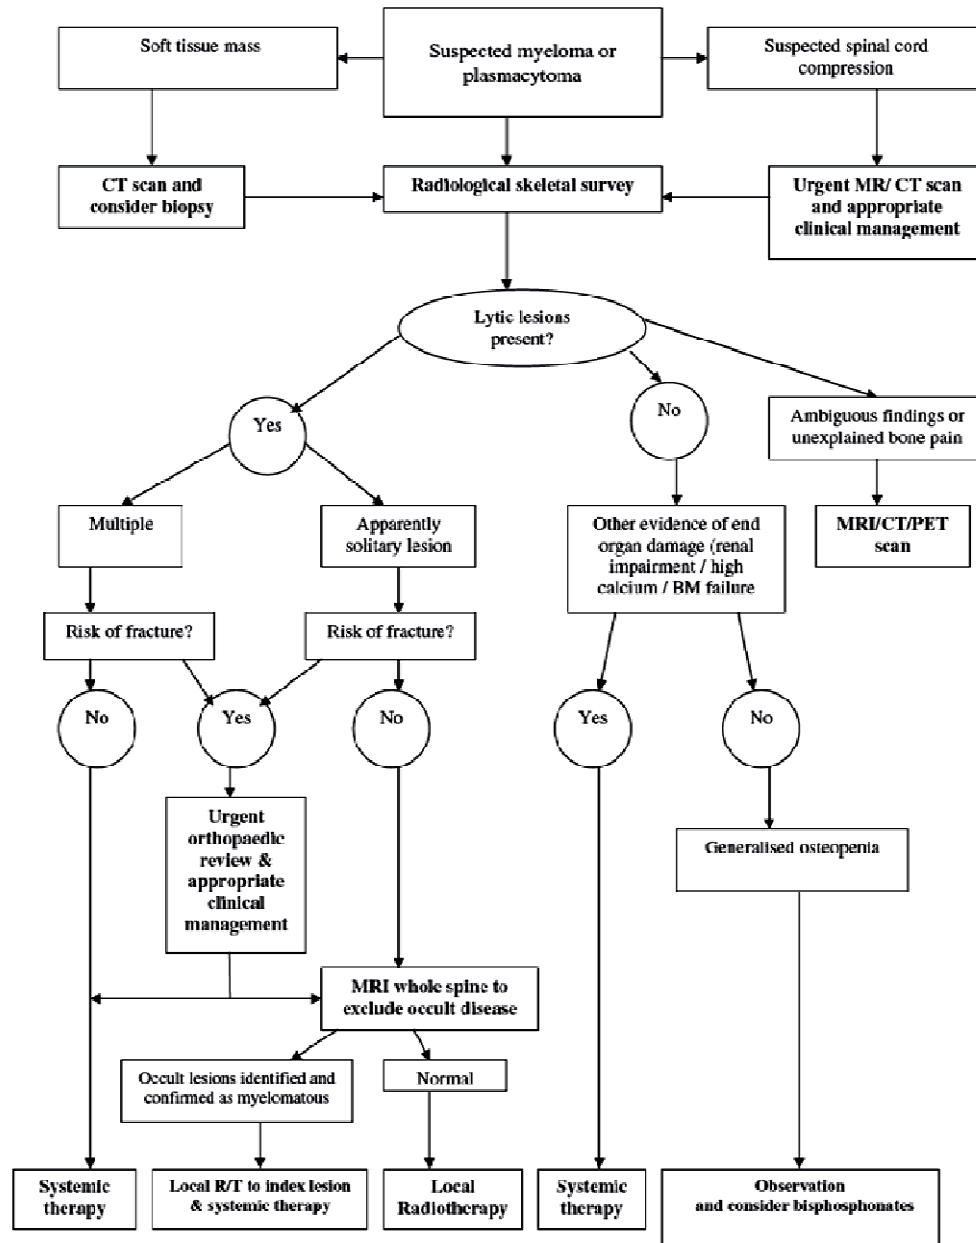 Soft tissue mass
Suspected myeloma or
plasmacytoma
Suspected spinal cord
compression
CT scan and
consider biopsy
Radiological skeletal survey
Urgent MR/ CT scan
and appropriate
clinical management
Lytic lesions
present?
Yes
No
Ambiguous findings or
unexplained bone pain
Multiple
Apparently
solitary lesion
Other evidence of end
organ damage (renal
impairment / high
calcium / BM failure
MRI/CT/PET
scan
Risk of fracture?
Risk of fracture?
No
Yes
No
Yes
No
Urgent
orthopaedic
review &
appropriate
clinical
management
Generalised osteopenia
MRI whole spine to
exclude occult disease
Occult lesions identified and
confirmed as myelomatous
Normal
Systemic
therapy
Local R/T to index lesion
& systemic therapy
Local
Radiotherapy
Systemic
therapy
Observation
and consider bisphosphonates